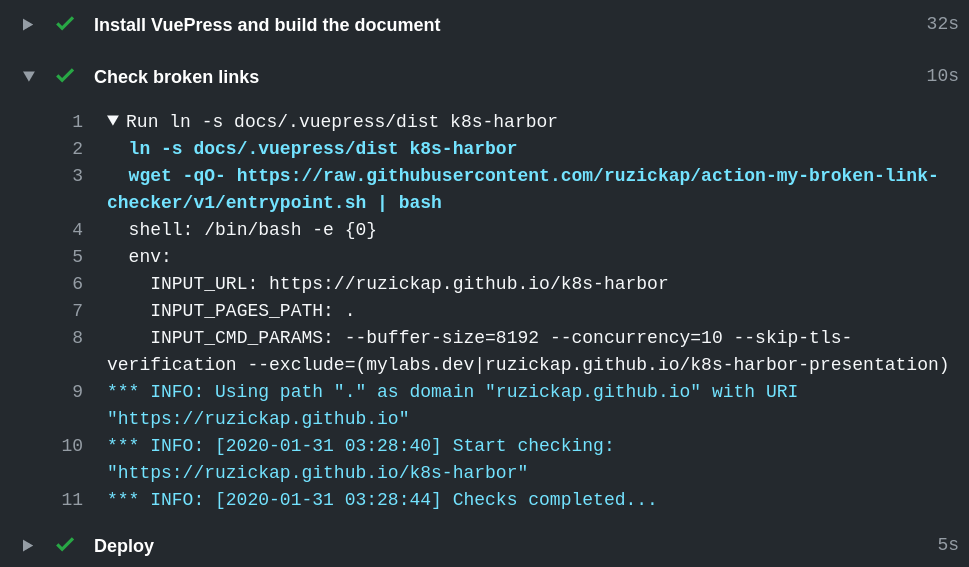 Install VuePress and build the document 32s
Check broken links 10s
1 Run ln -s docs/.vuepress/dist k8s-harbor
2 ln -s docs/.vuepress/dist k8s-harbor
3 wget -qO- https://raw.githubusercontent.com/ruzickap/action-my-broken-link-
checker/v1/entrypoint.sh | bash
4 shell: /bin/bash -e {0}
5 env:
6 INPUT_URL: https://ruzickap.github.io/k8s-harbor
7 INPUT_PAGES_PATH: .
8 INPUT_CMD_PARAMS: --buffer-size=8192 --concurrency=10 --skip-tls-
verification --exclude=(mylabs.dev|ruzickap.github.io/k8s-harbor-presentation)
9 *** INFO: Using path "." as domain "ruzickap.github.io" with URI
"https://ruzickap.github.io"
10 *** INFO: [2020-01-31 03:28:40] Start checking:
"https://ruzickap.github.io/k8s-harbor"
11 *** INFO: [2020-01-31 03:28:44] Checks completed...
Deploy 5s